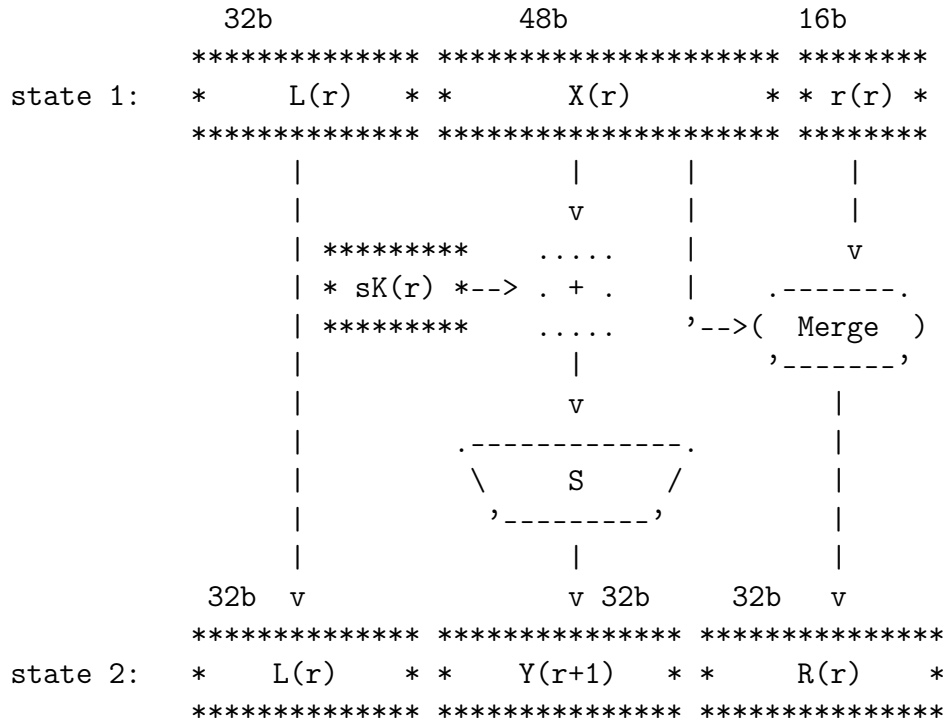 32b 48b 16b
************** ********************* ********
state 1: * L(r) * * X(r) * * r(r) *
************** ********************* ********
| | | |
| v | |
| ********* ..... | v
| * sK(r) *--> . + . | .-------.
| ********* ..... '-->( Merge )
| | '-------'
| v |
| .-------------. |
| \ S / |
| '---------' |
| | |
32b v v 32b 32b v
************** *************** ***************
state 2: * L(r) * * Y(r+1) * * R(r) *
************** *************** ***************